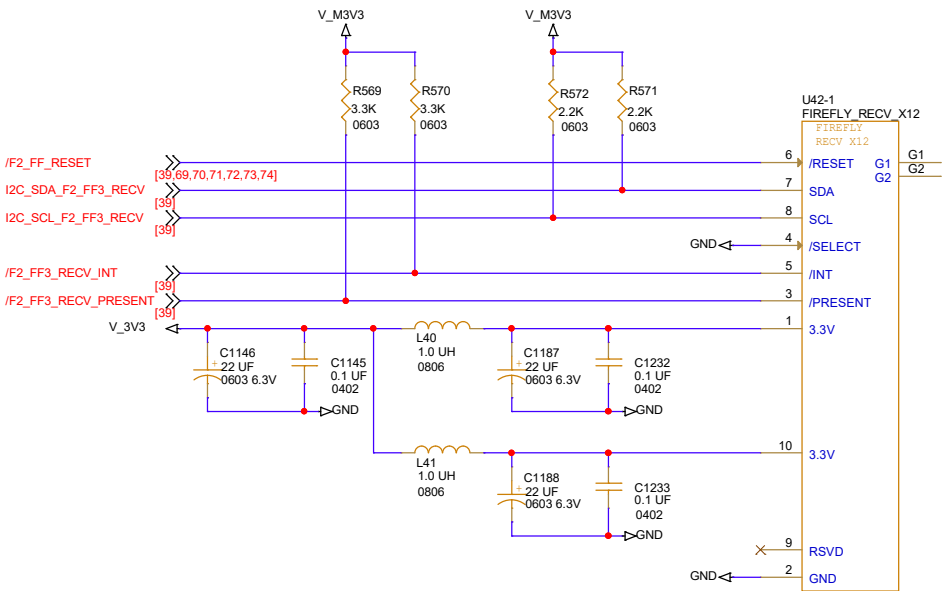 V_M3V3
V_M3V3
R569
3.3K
0603
R570
3.3K
0603
R572
2.2K
0603
R571
2.2K
0603
U42-1
FIREFLY_RECV_X12
FIREFLY
RECV X12
/F2_FF_RESET
[39,69,70,71,72,73,74]
6
/RESET
G1
G1
G2
G2
I2C_SDA_F2_FF3_RECV
[39]
7
SDA
I2C_SCL_F2_FF3_RECV
[39]
8
SCL
GND
4
/SELECT
/F2_FF3_RECV_INT
[39]
5
/INT
/F2_FF3_RECV_PRESENT
[39]
3
/PRESENT
V_3V3
1
3.3V
L40
1.0 UH
0806
C1146
22 UF
0603 6.3V
C1145
0.1 UF
0402
GND
C1187
22 UF
0603 6.3V
C1232
0.1 UF
0402
GND
10
3.3V
L41
1.0 UH
0806
C1188
22 UF
0603 6.3V
C1233
0.1 UF
0402
GND
9
RSVD
GND
2
GND
+
+
+